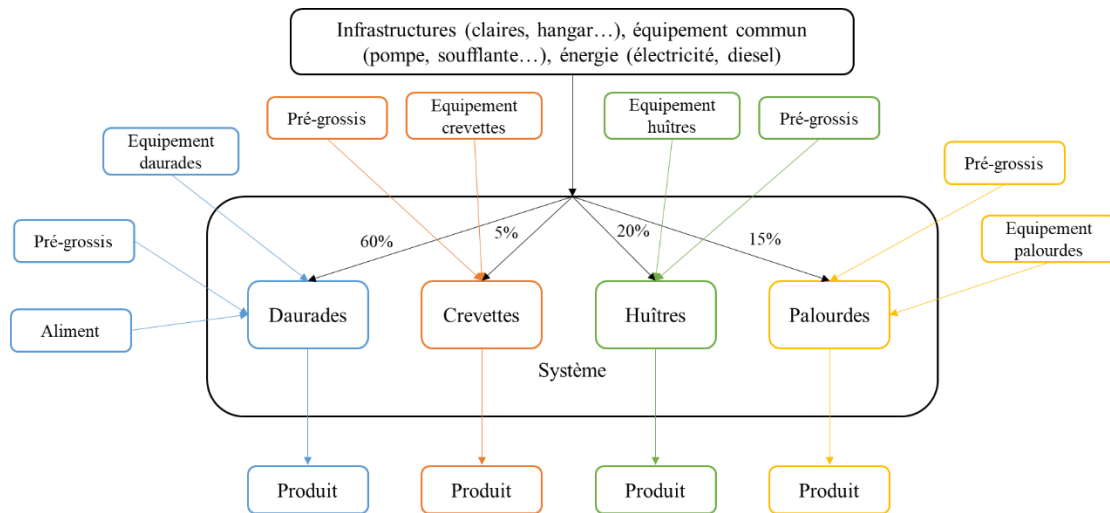 Infrastructures (claires, hangar…), équipement commun
(pompe, soufflante…), énergie (électricité, diesel)
Pré-grossis
Equipement
crevettes
Equipement
huîtres
Pré-grossis
Equipement
daurades
Pré-grossis
Pré-grossis
Equipement
palourdes
60%
5%
20%
15%
Aliment
Daurades
Crevettes
Huîtres
Palourdes
Système
Produit
Produit
Produit
Produit